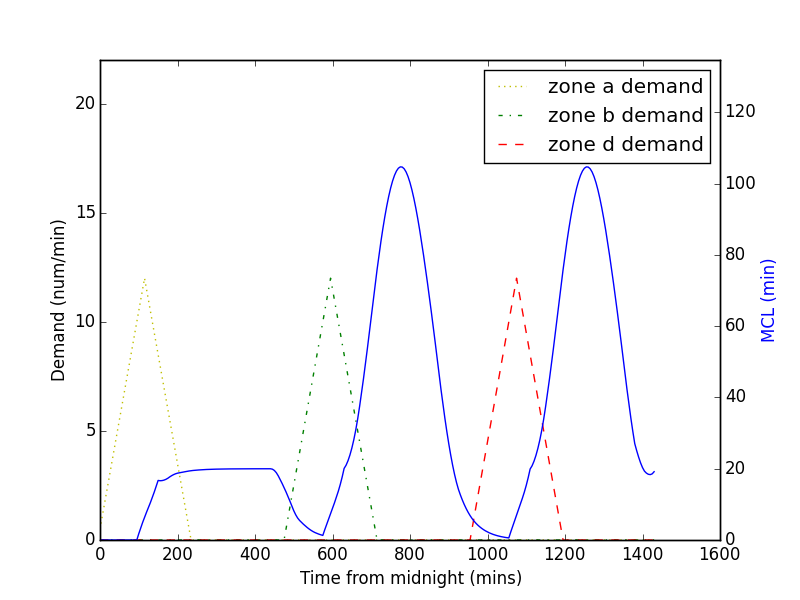 zone a demand
zone b demand
zone d demand
20
15
10
5
0
Demand (num/min)
120
100
80
60
40
20
0
MCL (min)
0 200 400 600 800 1000 1200 1400 1600
Time from midnight (mins)